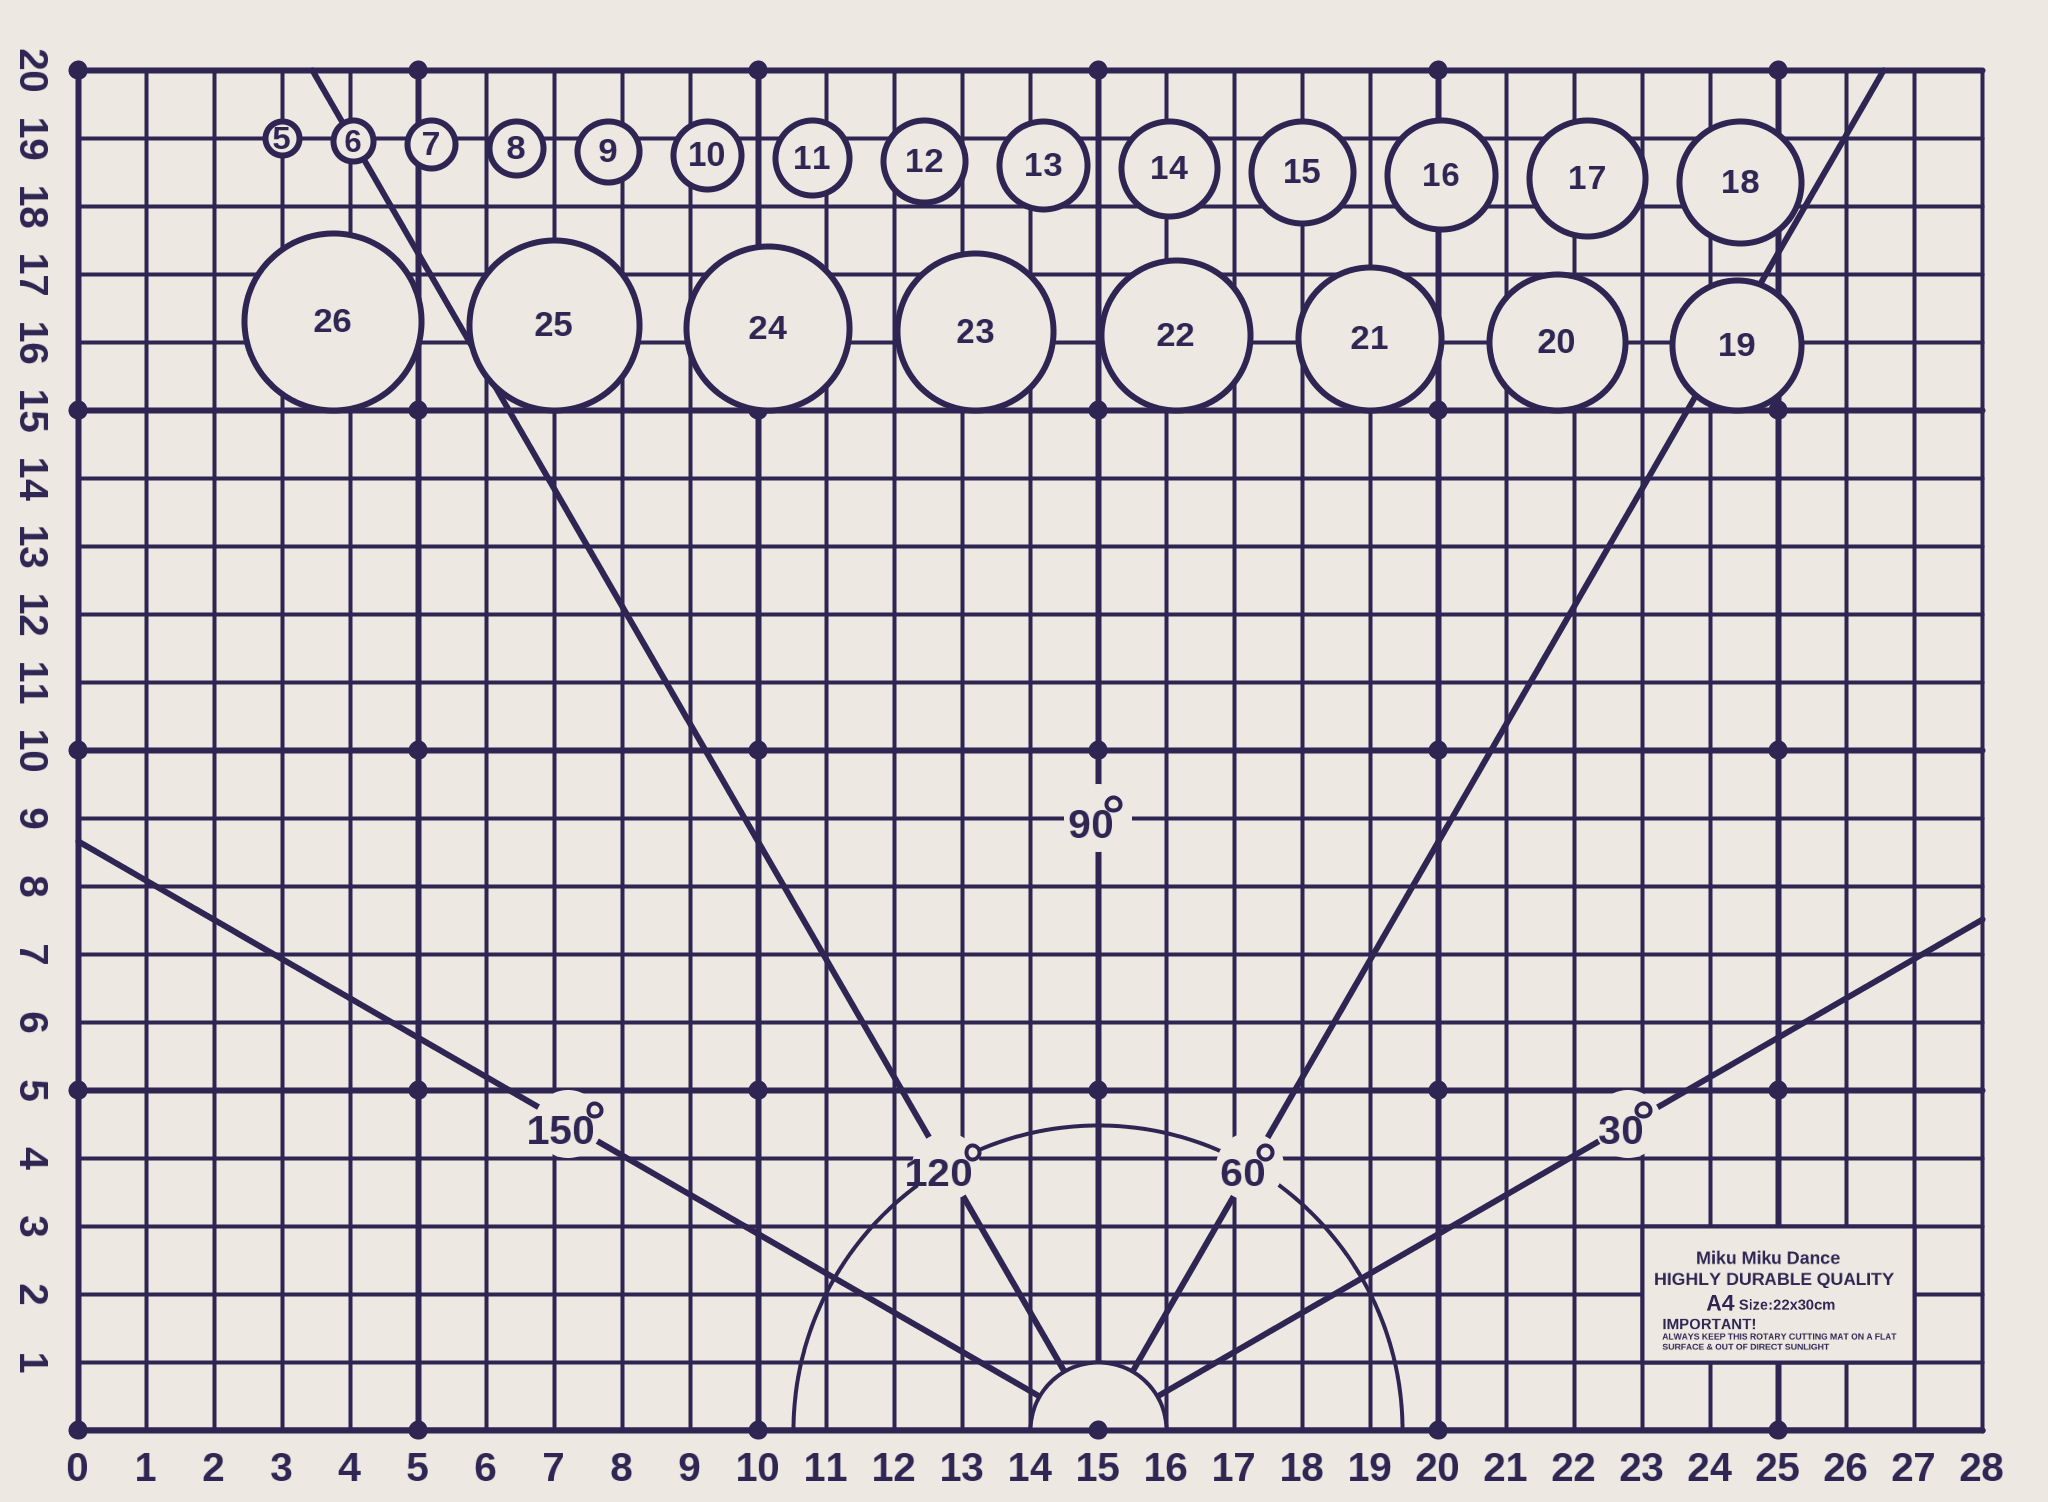 20
19
18
17
16
15
14
13
12
11
10
9
8
7
6
5
4
3
2
1
5 6 7 8 9 10 11 12 13 14 15 16 17 18
26 25 24 23 22 21 20 19
90°
150° 120° 60° 30°
Miku Miku Dance
HIGHLY DURABLE QUALITY
A4 Size:22x30cm
IMPORTANT!
ALWAYS KEEP THIS ROTARY CUTTING MAT ON A FLAT
SURFACE & OUT OF DIRECT SUNLIGHT
0 1 2 3 4 5 6 7 8 9 10 11 12 13 14 15 16 17 18 19 20 21 22 23 24 25 26 27 28